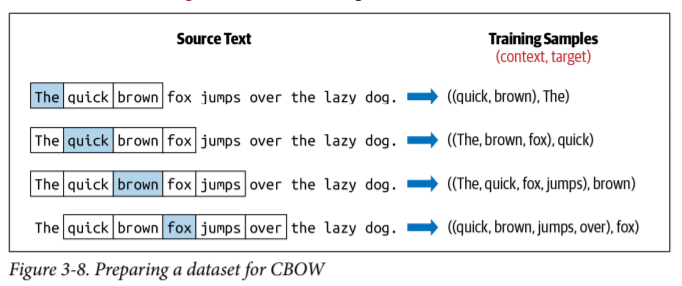 Source Text Training Samples
(context, target)
The quick brown fox jumps over the lazy dog. ((quick, brown), The)
The quick brown fox jumps over the lazy dog. ((The, brown, fox), quick)
The quick brown fox jumps over the lazy dog. ((The, quick, fox, jumps), brown)
The quick brown fox jumps over the lazy dog. ((quick, brown, jumps, over), fox)
Figure 3-8. Preparing a dataset for CBOW